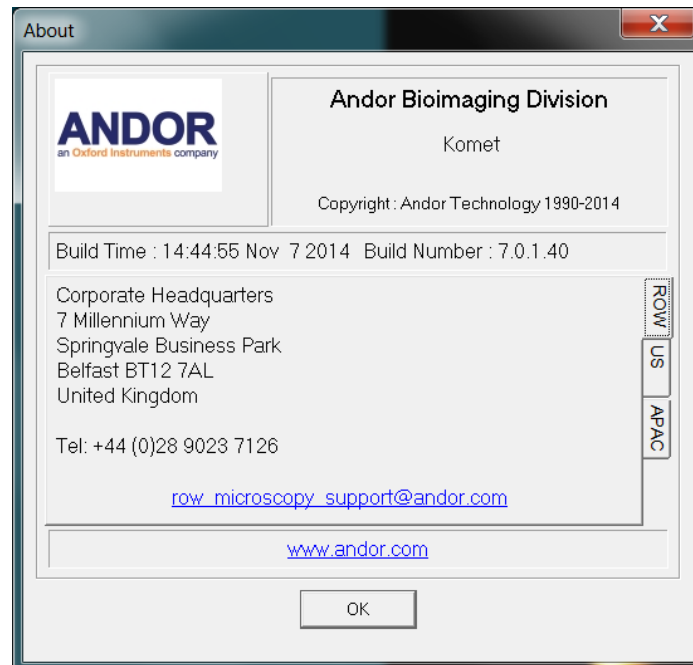 About
ANDOR
an Oxford Instruments company
Andor Bioimaging Division
Komet
Copyright : Andor Technology 1990-2014
Build Time : 14:44:55 Nov  7 2014  Build Number : 7.0.1.40
Corporate Headquarters
7 Millennium Way
Springvale Business Park
Belfast BT12 7AL
United Kingdom
Tel: +44 (0)28 9023 7126
row_microscopy_support@andor.com
ROW
US
APAC
www.andor.com
OK